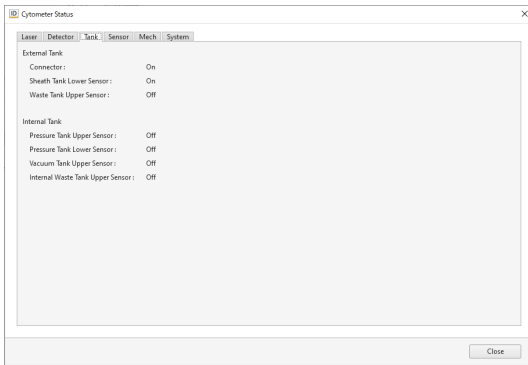 ID Cytometer Status
Laser Detector Tank Sensor Mech System
External Tank
Connector : On
Sheath Tank Lower Sensor : On
Waste Tank Upper Sensor : Off
Internal Tank
Pressure Tank Upper Sensor : Off
Pressure Tank Lower Sensor : Off
Vacuum Tank Upper Sensor : Off
Internal Waste Tank Upper Sensor : Off
Close